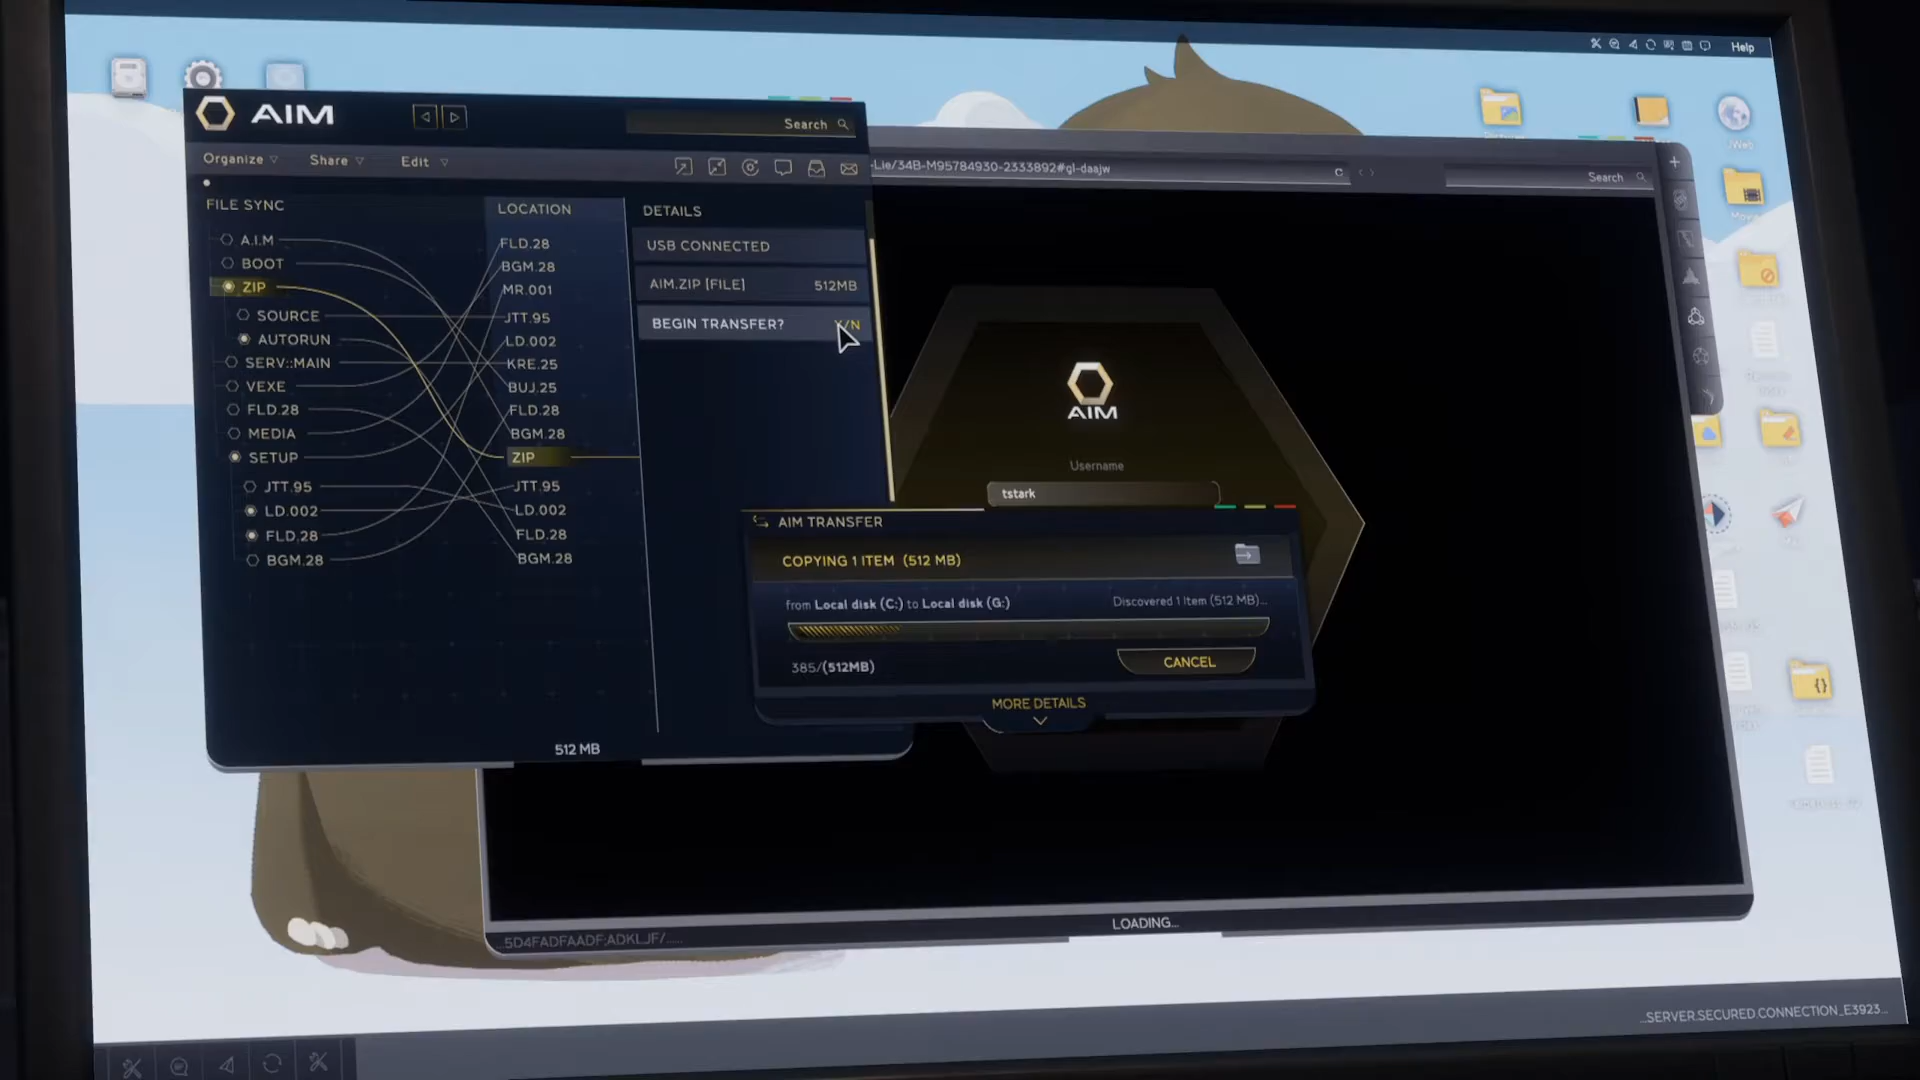 Help
AIM
Search
Organize
Share
Edit
-Lie/34B-M95784930-2333892#gl-daajw
C
Search
FILE SYNC
LOCATION
DETAILS
A.I.M
BOOT
ZIP
SOURCE
AUTORUN
SERV::MAIN
VEXE
FLD.28
MEDIA
SETUP
JTT.95
LD.002
FLD.28
BGM.28
FLD.28
BGM.28
MR.001
JTT.95
LD.002
KRE.25
BUJ.25
FLD.28
BGM.28
ZIP
JTT.95
LD.002
FLD.28
BGM.28
USB CONNECTED
AIM.ZIP [FILE] 512MB
BEGIN TRANSFER? Y/N
512 MB
AIM
Username
tstark
AIM TRANSFER
COPYING 1 ITEM (512 MB)
from Local disk (C:) to Local disk (G:)
Discovered 1 Item (512 MB)...
385/(512MB)
CANCEL
MORE DETAILS
LOADING...
...5D4FADFAADF;ADKLJF/.....
JWeb
...SERVER.SECURED.CONNECTION_E3923...